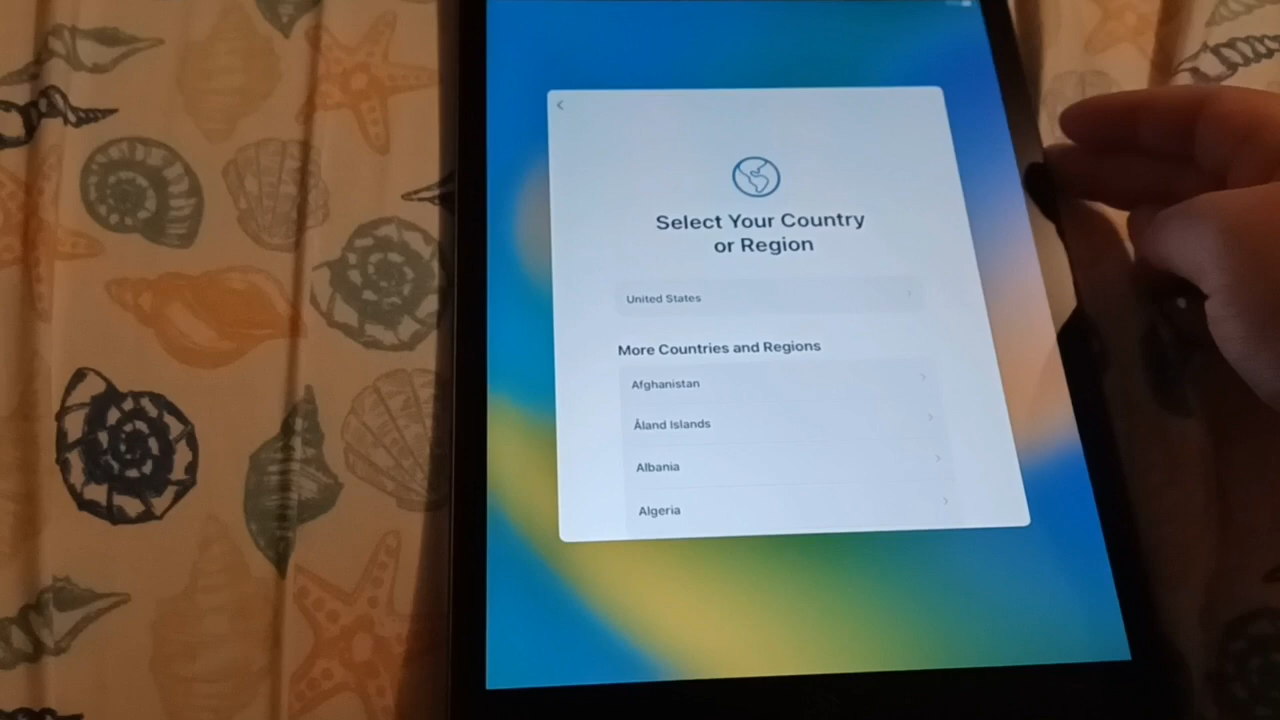 Select Your Country
or Region
United States
More Countries and Regions
Afghanistan
Åland Islands
Albania
Algeria